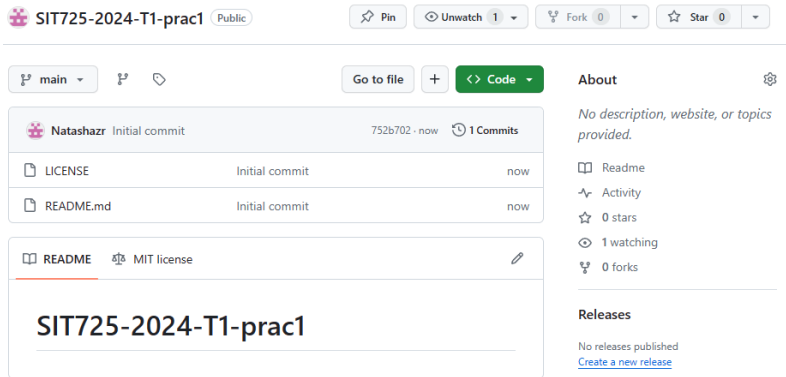 SIT725-2024-T1-prac1 Public Pin Unwatch 1 Fork 0 Star 0
main Go to file + <> Code
Natashazr Initial commit 752b702 · now 1 Commits
LICENSE Initial commit now
README.md Initial commit now
README MIT license
SIT725-2024-T1-prac1
About
No description, website, or topics
provided.
Readme
Activity
0 stars
1 watching
0 forks
Releases
No releases published
Create a new release